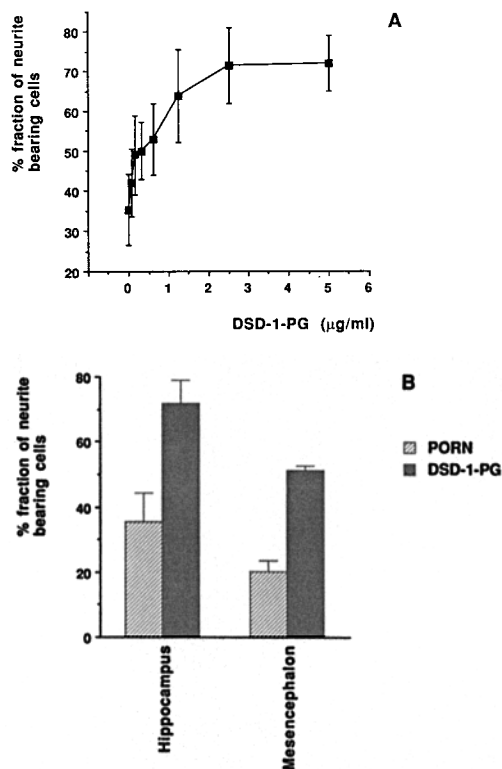 A
% fraction of neurite
bearing cells
80
70
60
50
40
30
20
0
1
2
3
4
5
6
DSD-1-PG (µg/ml)
B
% fraction of neurite
bearing cells
80
60
40
20
0
PORN
DSD-1-PG
Hippocampus
Mesencephalon